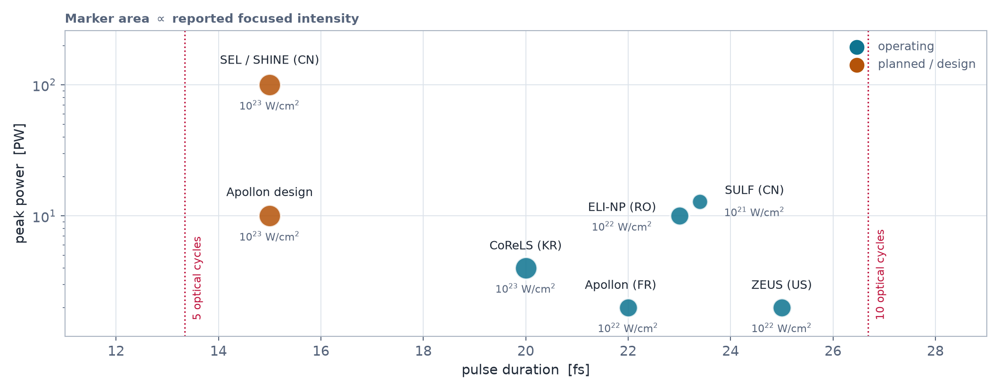 Marker area ∝ reported focused intensity
operating
planned / design
SEL / SHINE (CN)
10²³ W/cm²
Apollon design
10²³ W/cm²
SULF (CN)
10²¹ W/cm²
ELI-NP (RO)
10²² W/cm²
CoReLS (KR)
10²³ W/cm²
Apollon (FR)
10²² W/cm²
ZEUS (US)
10²² W/cm²
5 optical cycles
10 optical cycles
10²
10¹
peak power [PW]
12 14 16 18 20 22 24 26 28
pulse duration [fs]